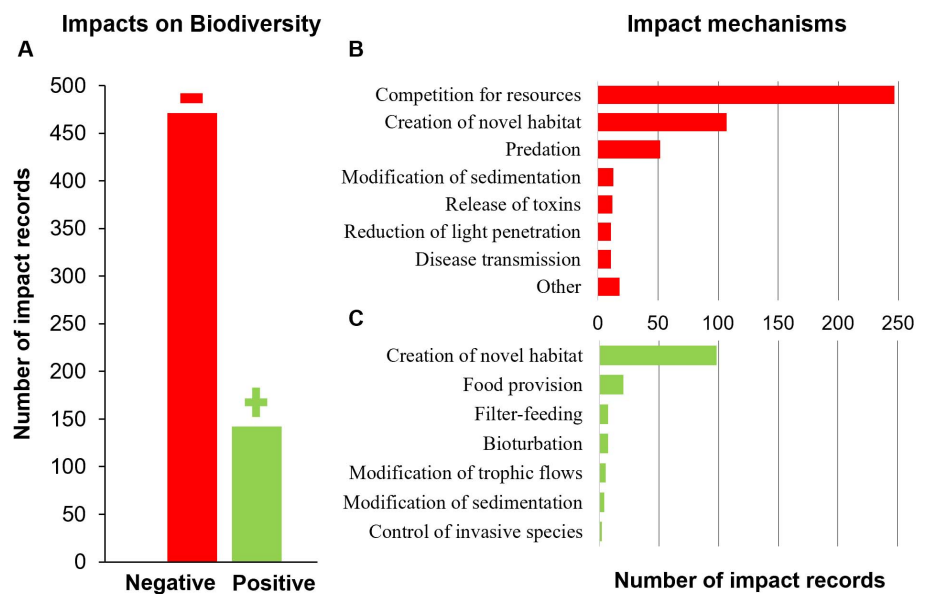 Impacts on Biodiversity
Impact mechanisms
A
B
Number of impact records
500
450
400
350
300
250
200
150
100
50
0
Negative
Positive
Competition for resources
Creation of novel habitat
Predation
Modification of sedimentation
Release of toxins
Reduction of light penetration
Disease transmission
Other
0 50 100 150 200 250
C
Creation of novel habitat
Food provision
Filter-feeding
Bioturbation
Modification of trophic flows
Modification of sedimentation
Control of invasive species
Number of impact records